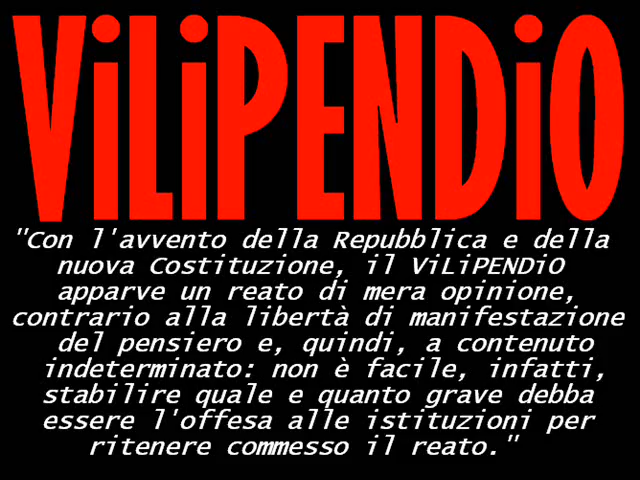 ViLiPENDiO
"Con l'avvento della Repubblica e della
nuova Costituzione, il ViLiPENDiO
apparve un reato di mera opinione,
contrario alla libertà di manifestazione
del pensiero e, quindi, a contenuto
indeterminato: non è facile, infatti,
stabilire quale e quanto grave debba
essere l'offesa alle istituzioni per
ritenere commesso il reato."